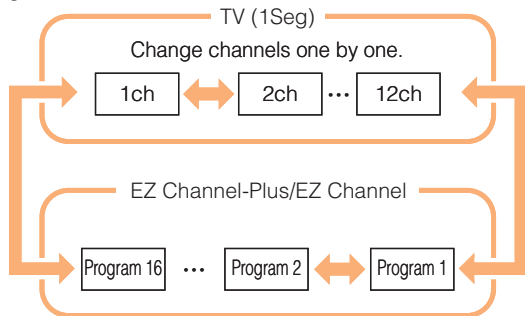 TV (1Seg)
Change channels one by one.
1ch 2ch ••• 12ch
EZ Channel-Plus/EZ Channel
Program 16 ••• Program 2 Program 1